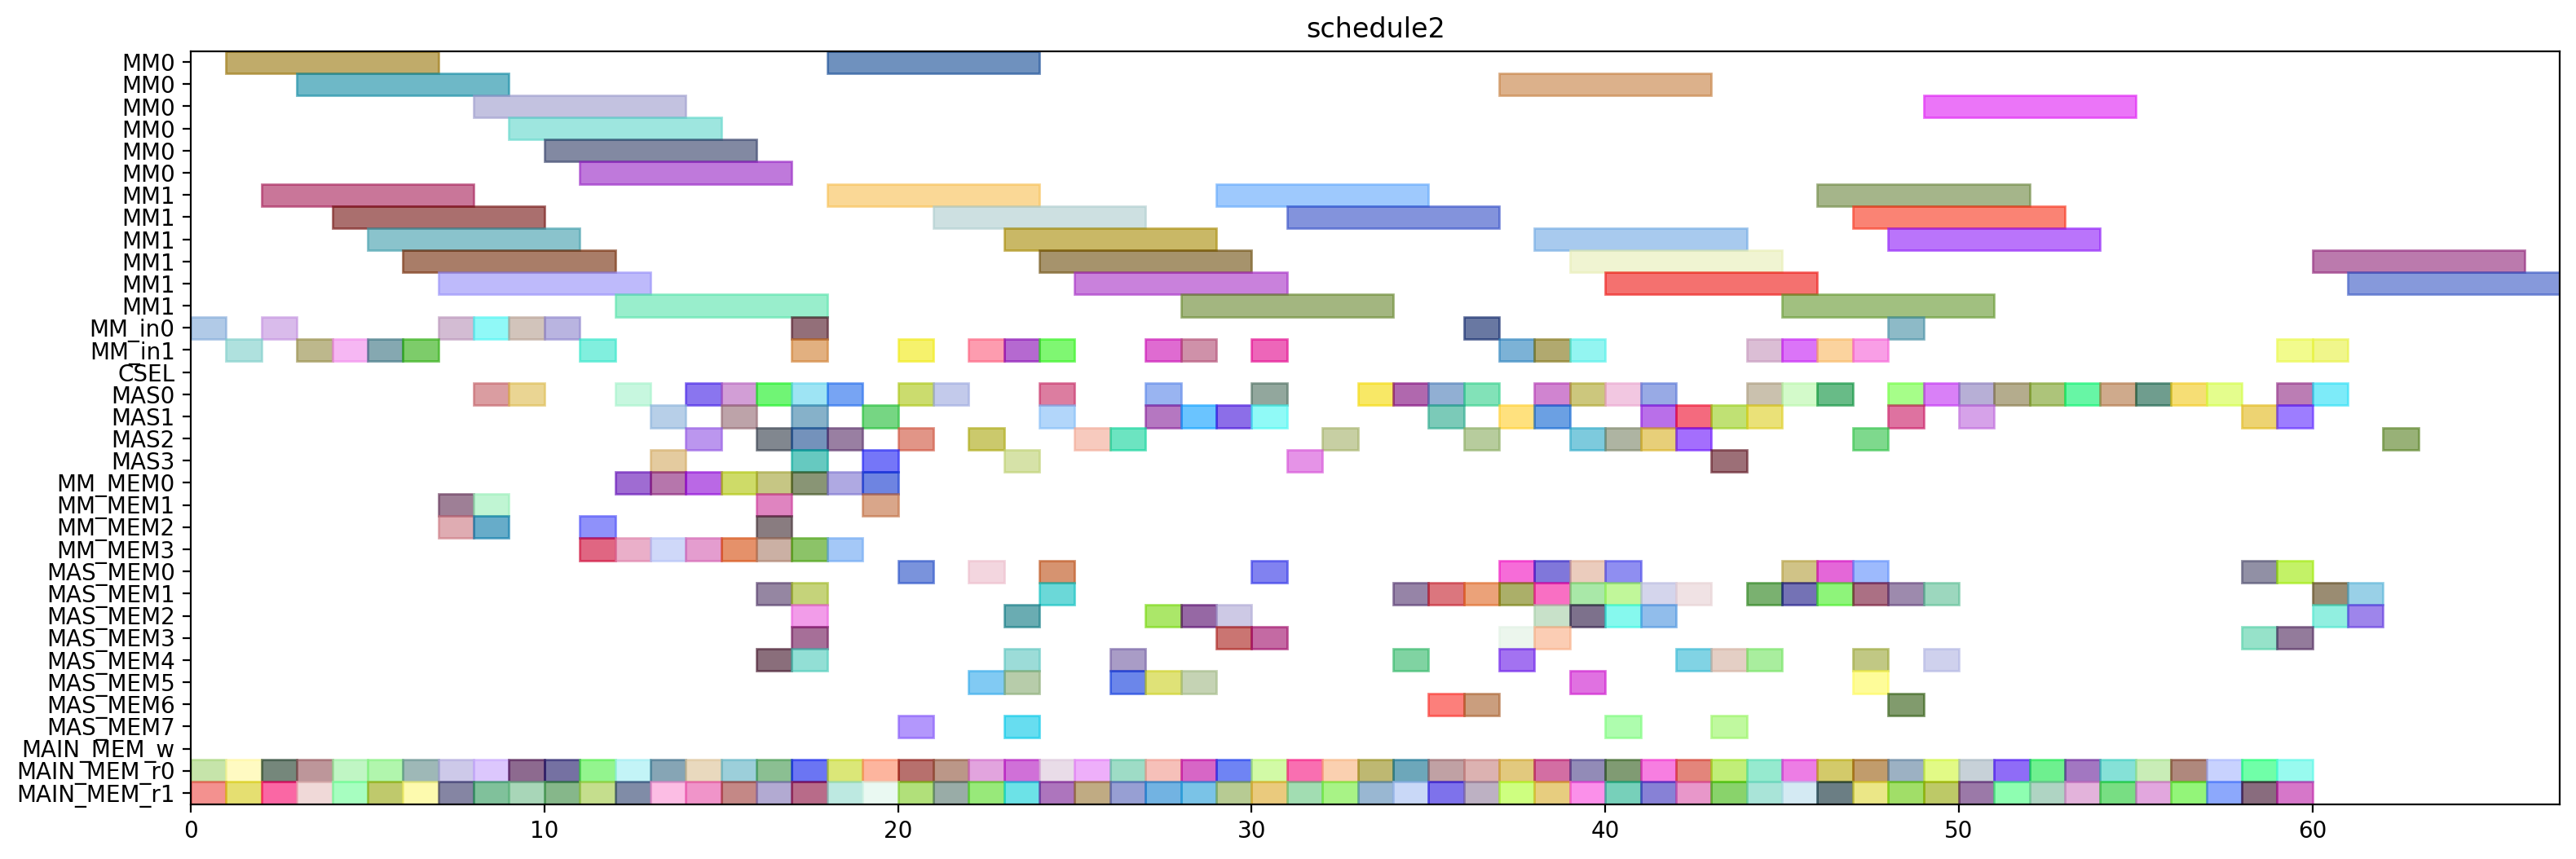 schedule2
MM0
MM0
MM0
MM0
MM0
MM0
MM1
MM1
MM1
MM1
MM1
MM1
MM_in0
MM_in1
CSEL
MAS0
MAS1
MAS2
MAS3
MM_MEM0
MM_MEM1
MM_MEM2
MM_MEM3
MAS_MEM0
MAS_MEM1
MAS_MEM2
MAS_MEM3
MAS_MEM4
MAS_MEM5
MAS_MEM6
MAS_MEM7
MAIN_MEM_w
MAIN_MEM_r0
MAIN_MEM_r1
0 10 20 30 40 50 60